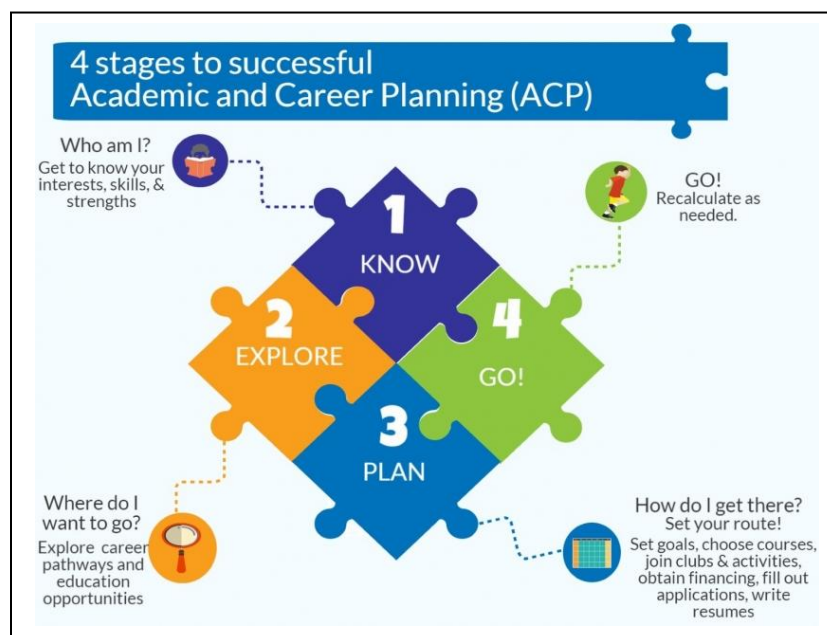 4 stages to successful
Academic and Career Planning (ACP)
Who am I?
Get to know your
interests, skills, &
strengths
GO!
Recalculate as
needed.
1
KNOW
2
EXPLORE
4
GO!
3
PLAN
Where do I
want to go?
Explore career
pathways and
education
opportunities
How do I get there?
Set your route!
Set goals, choose courses,
join clubs & activities,
obtain financing, fill out
applications, write
resumes